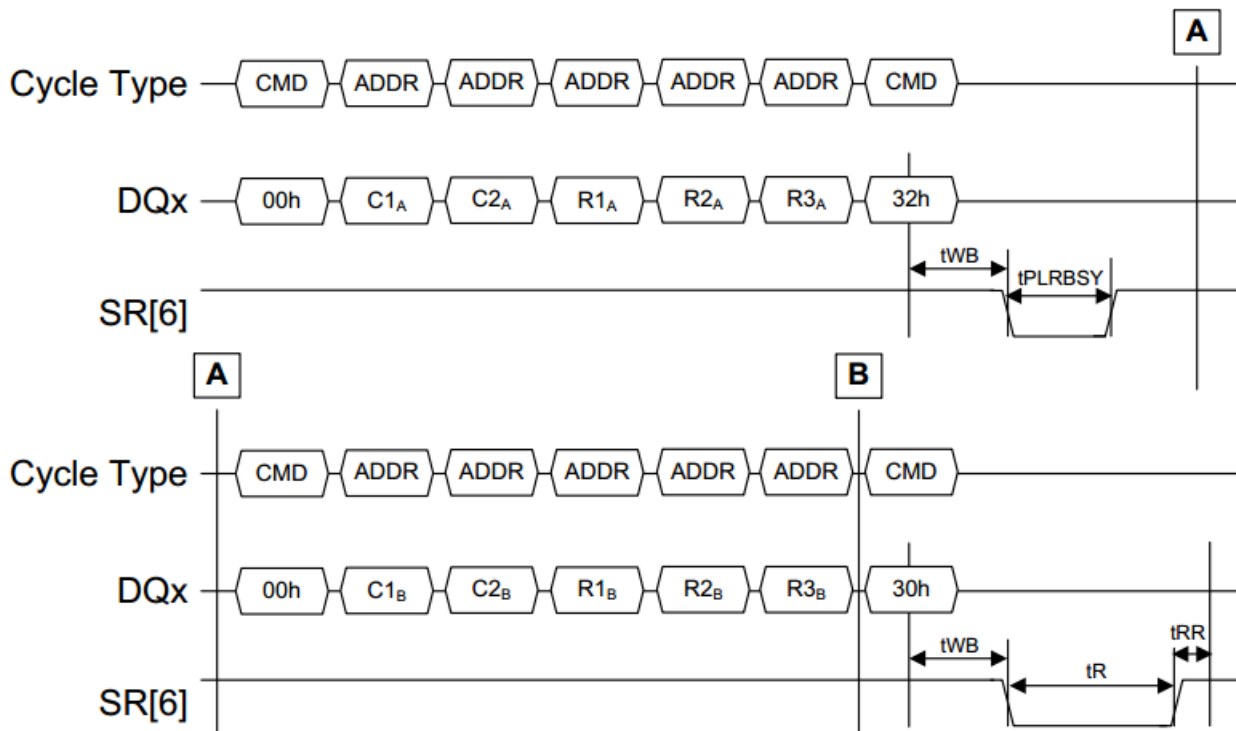 A
Cycle Type CMD ADDR ADDR ADDR ADDR ADDR CMD
DQx 00h C1A C2A R1A R2A R3A 32h
tWB tPLRBSY
SR[6]
A B
Cycle Type CMD ADDR ADDR ADDR ADDR ADDR CMD
DQx 00h C1B C2B R1B R2B R3B 30h
tRR
tWB tR
SR[6]